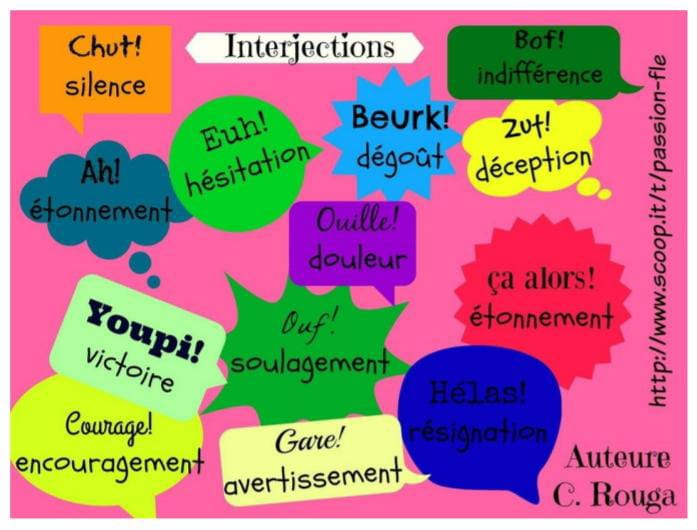 Interjections
Chut!
silence
Bof!
indifférence
Euh!
hésitation
Beurk!
dégoût
Zut!
déception
Ah!
étonnement
Ouille!
douleur
ça alors!
étonnement
Youpi!
victoire
Ouf!
soulagement
Hélas!
résignation
Courage!
encouragement
Gare!
avertissement
Auteure
C. Rouga
http://www.scoop.it/t/passion-fle